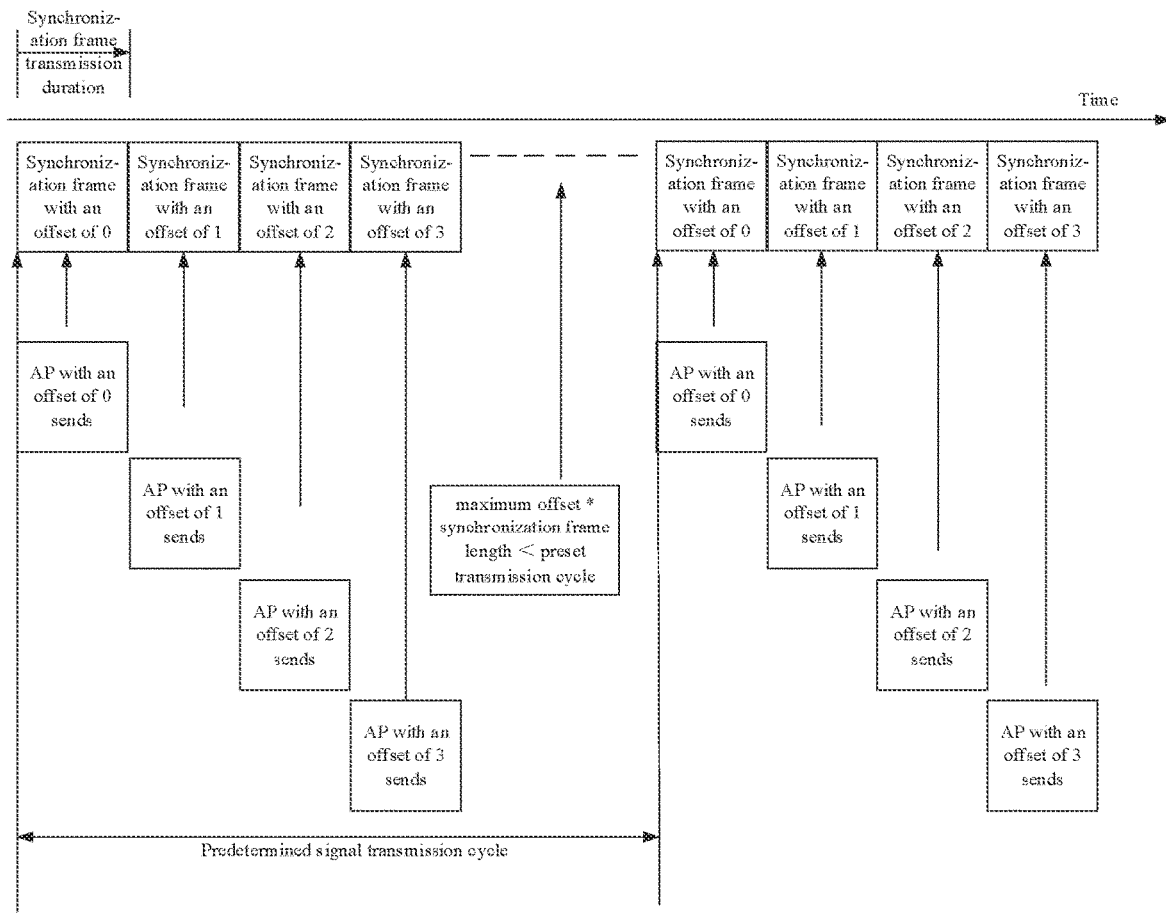 Synchroniz-
ation frame
transmission
duration
Time
Synchroniz-
ation frame
with an
offset of 0
Synchroniz-
ation frame
with an
offset of 1
Synchroniz-
ation frame
with an
offset of 2
Synchroniz-
ation frame
with an
offset of 3
Synchroniz-
ation frame
with an
offset of 0
Synchroniz-
ation frame
with an
offset of 1
Synchroniz-
ation frame
with an
offset of 2
Synchroniz-
ation frame
with an
offset of 3
AP with an
offset of 0
sends
AP with an
offset of 1
sends
AP with an
offset of 2
sends
AP with an
offset of 3
sends
maximum offset *
synchronization frame
length < preset
transmission cycle
AP with an
offset of 0
sends
AP with an
offset of 1
sends
AP with an
offset of 2
sends
AP with an
offset of 3
sends
Predetermined signal transmission cycle